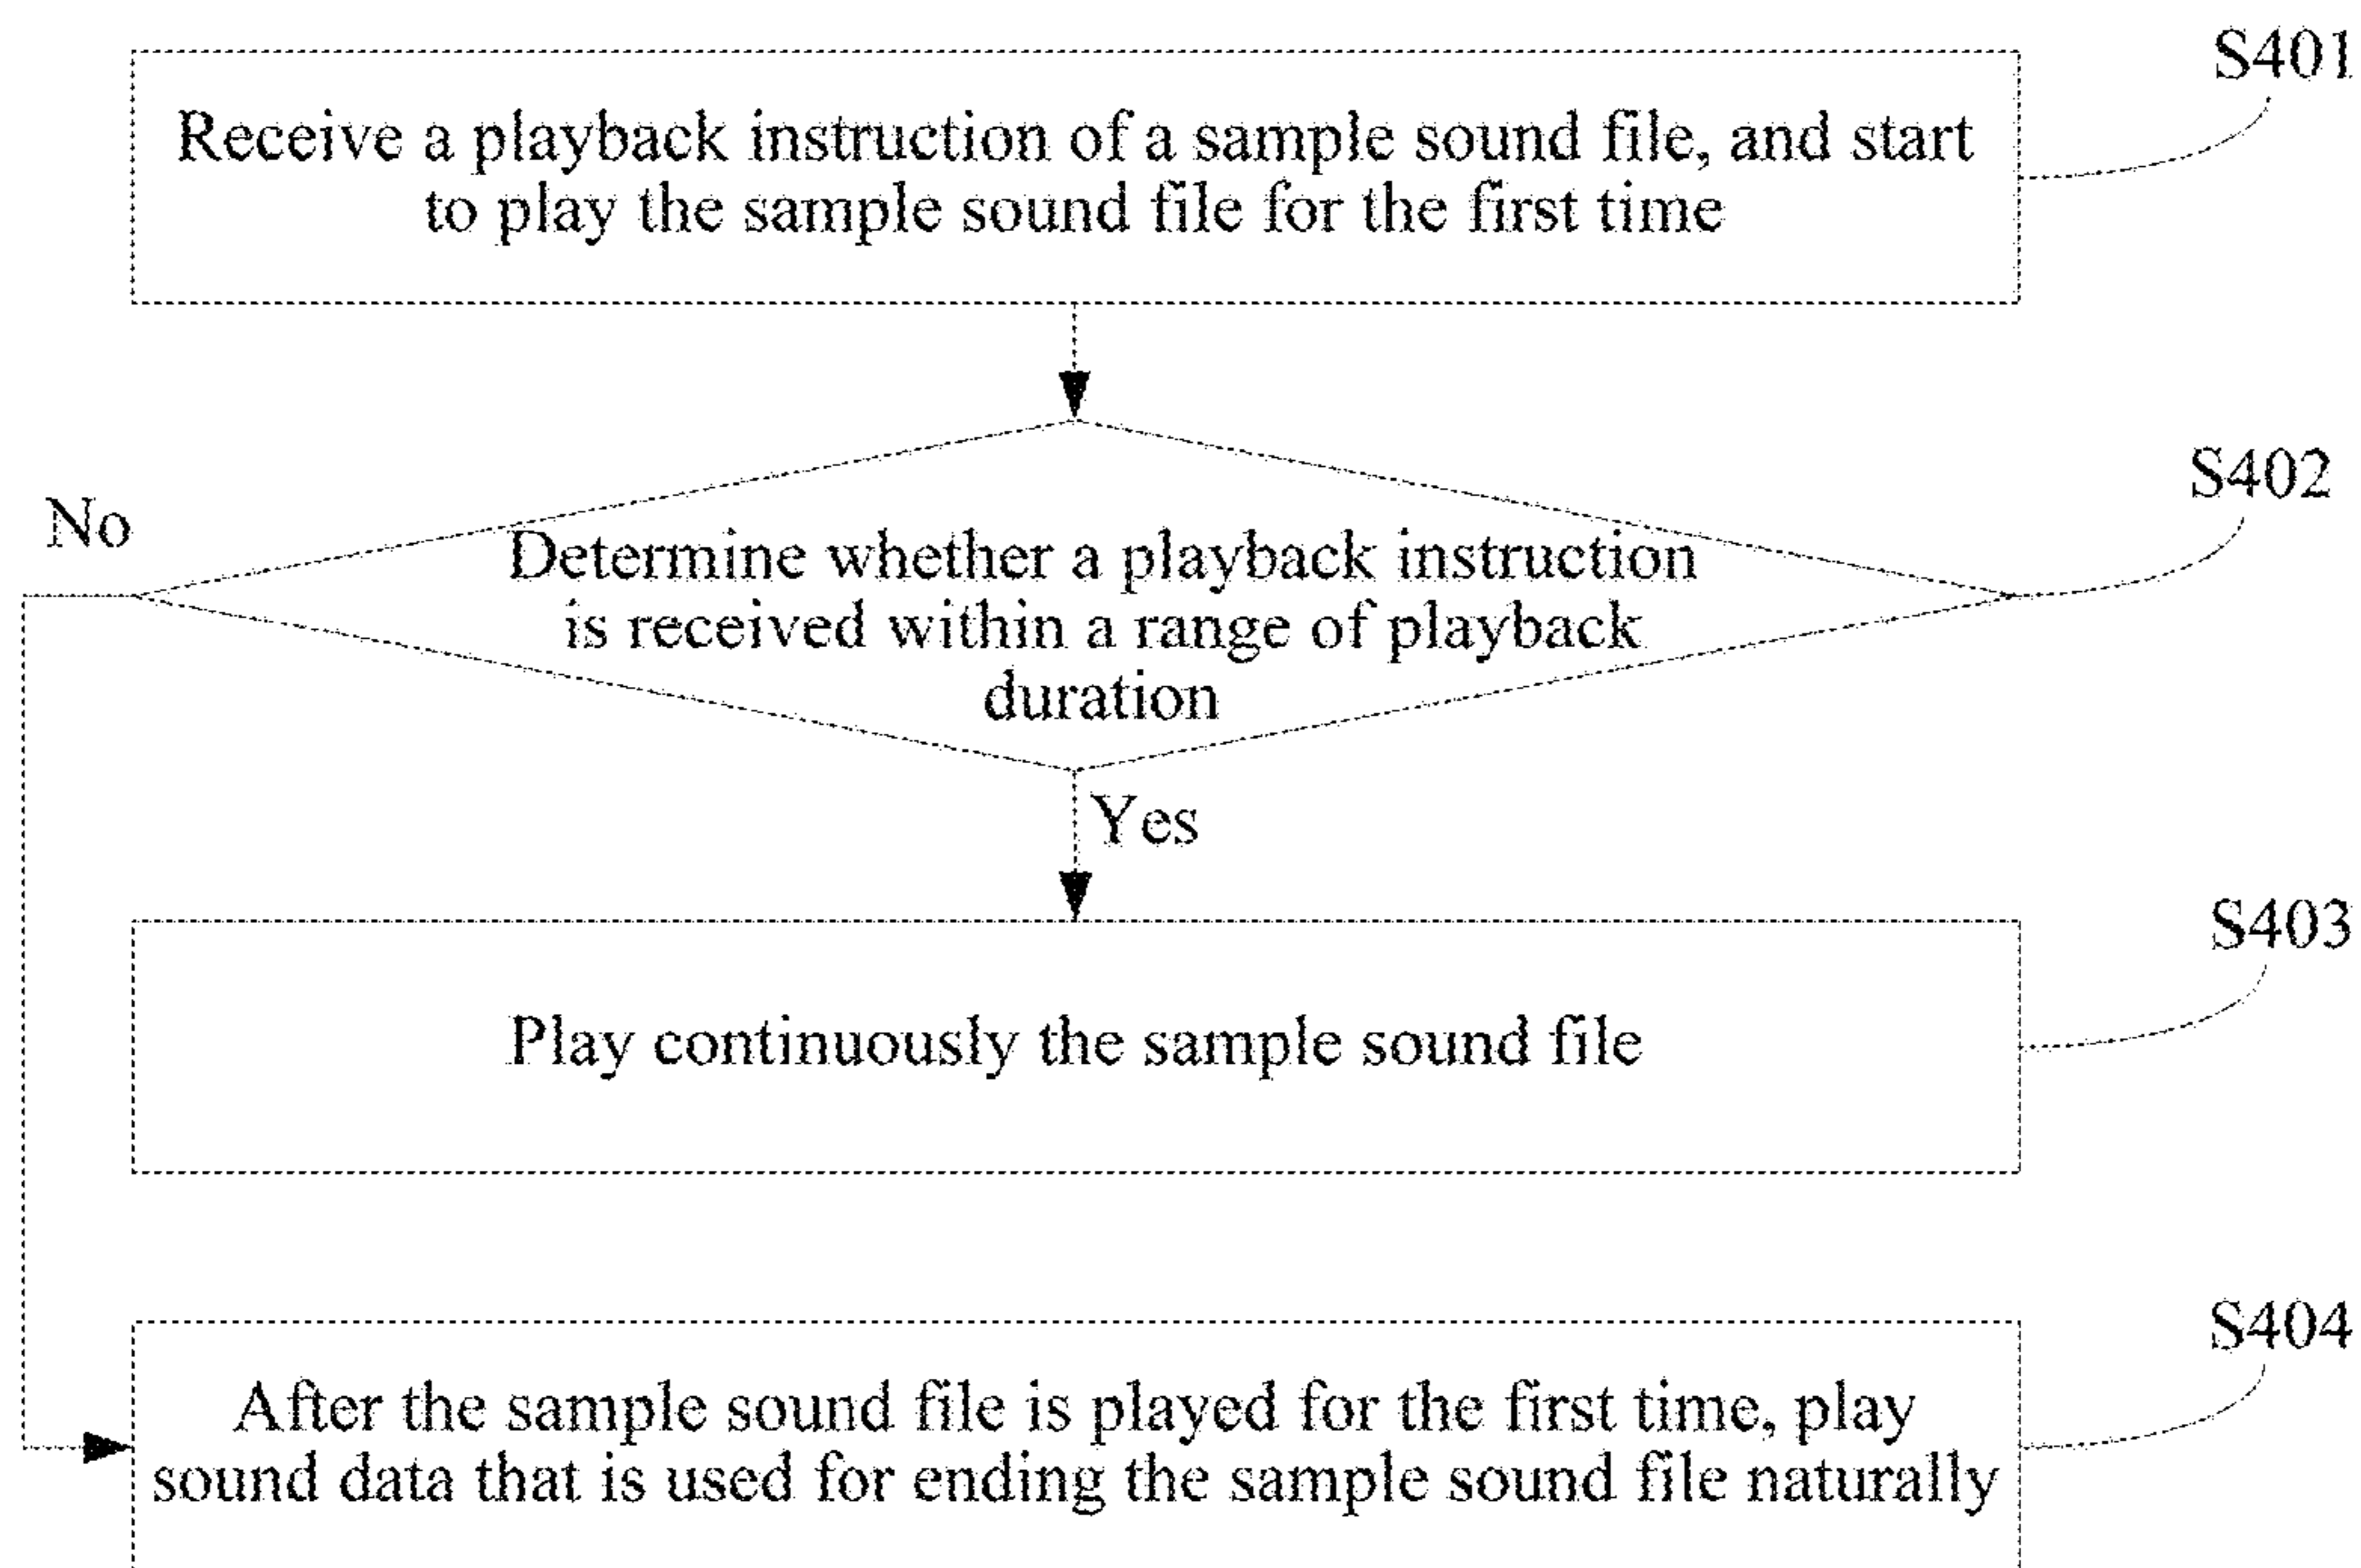 S401
Receive a playback instruction of a sample sound file, and start
to play the sample sound file for the first time
S402
No
Determine whether a playback instruction
is received within a range of playback
duration
Yes
S403
Play continuously the sample sound file
S404
After the sample sound file is played for the first time, play
sound data that is used for ending the sample sound file naturally